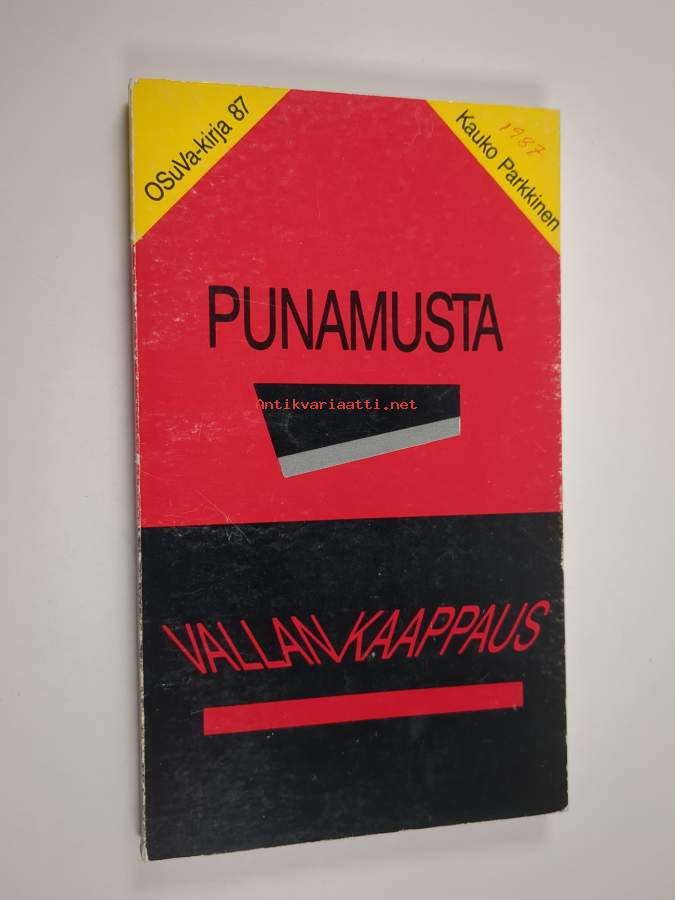 OSuVa-kirja 87
1987
Kauko Parkkinen
PUNAMUSTA
Antikvariaatti.net
VALLANKAAPPAUS